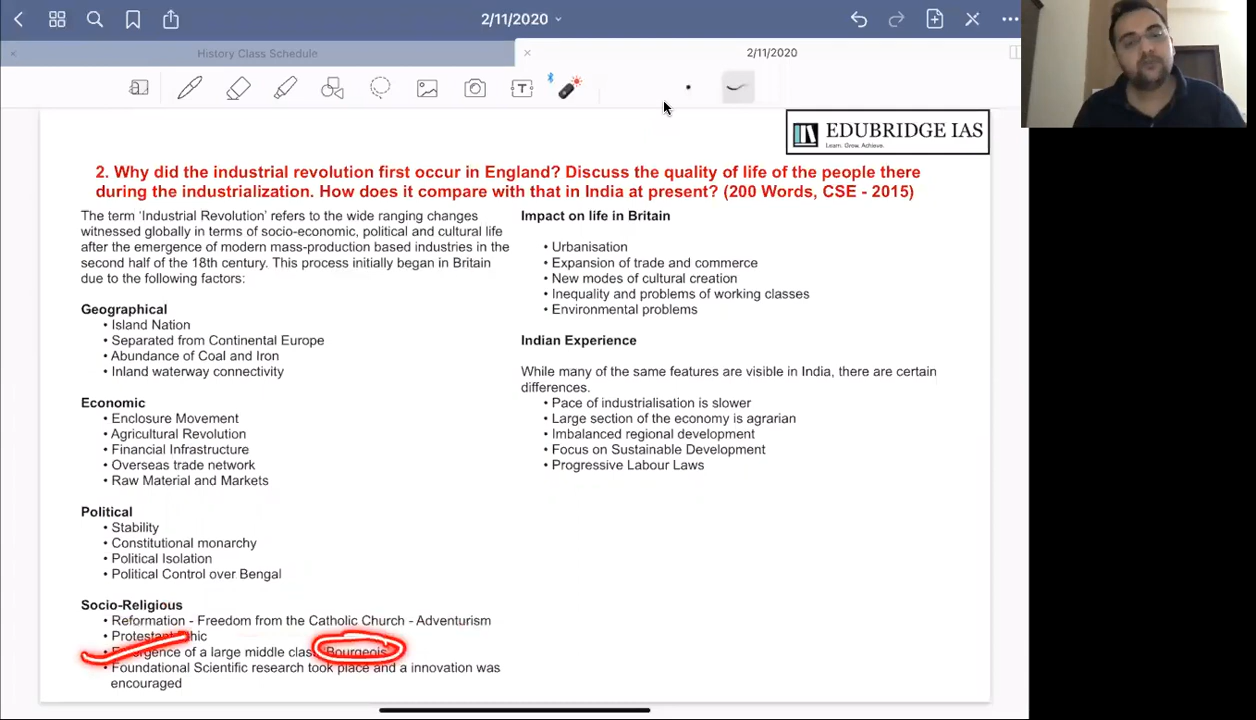 2/11/2020
History Class Schedule
2/11/2020
EDUBRIDGE IAS
Learn. Grow. Achieve.
2. Why did the industrial revolution first occur in England? Discuss the quality of life of the people there
during the industrialization. How does it compare with that in India at present? (200 Words, CSE - 2015)
The term ‘Industrial Revolution’ refers to the wide ranging changes
witnessed globally in terms of socio-economic, political and cultural life
after the emergence of modern mass-production based industries in the
second half of the 18th century. This process initially began in Britain
due to the following factors:
Geographical
• Island Nation
• Separated from Continental Europe
• Abundance of Coal and Iron
• Inland waterway connectivity
Economic
• Enclosure Movement
• Agricultural Revolution
• Financial Infrastructure
• Overseas trade network
• Raw Material and Markets
Political
• Stability
• Constitutional monarchy
• Political Isolation
• Political Control over Bengal
Socio-Religious
• Reformation - Freedom from the Catholic Church - Adventurism
• Protestant
• of a large middle Bourgeois
• Foundational Scientific research took place and a innovation was
encouraged
Impact on life in Britain
• Urbanisation
• Expansion of trade and commerce
• New modes of cultural creation
• Inequality and problems of working classes
• Environmental problems
Indian Experience
While many of the same features are visible in India, there are certain
differences.
• Pace of industrialisation is slower
• Large section of the economy is agrarian
• Imbalanced regional development
• Focus on Sustainable Development
• Progressive Labour Laws